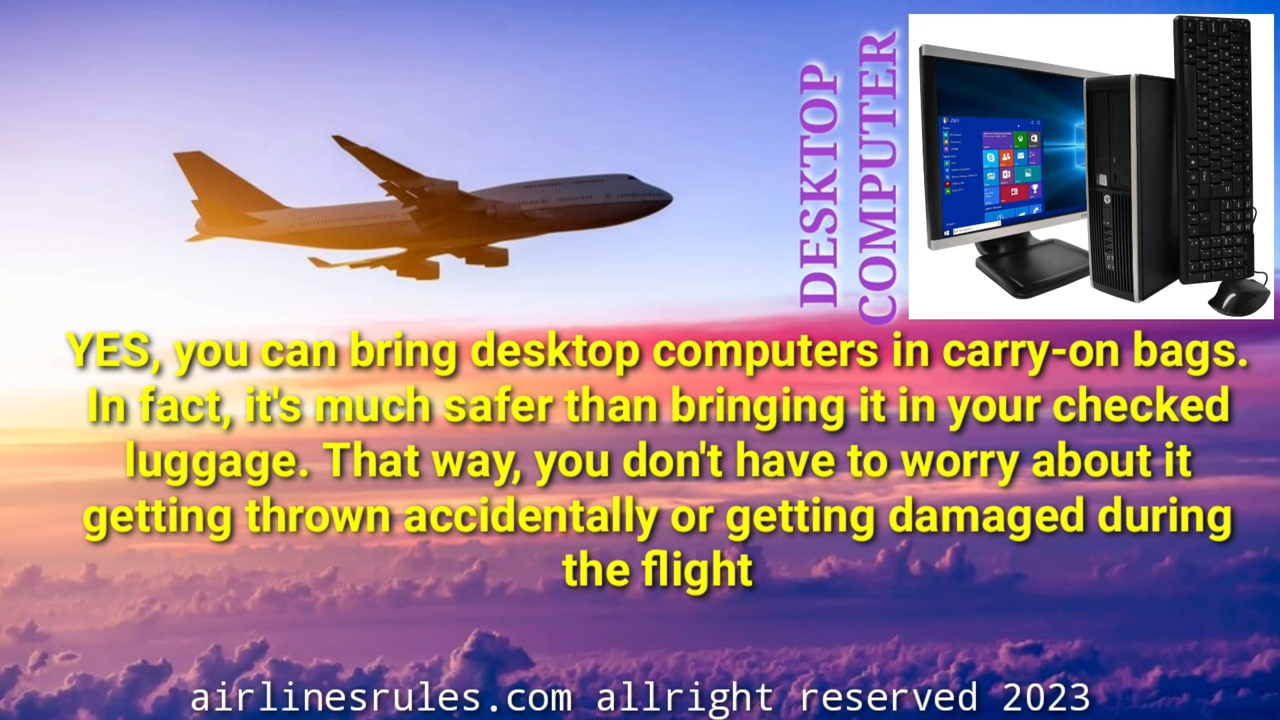 DESKTOP
COMPUTER
YES, you can bring desktop computers in carry-on bags.
In fact, it's much safer than bringing it in your checked
luggage. That way, you don't have to worry about it
getting thrown accidentally or getting damaged during
the flight
airlinesrules.com allright reserved 2023